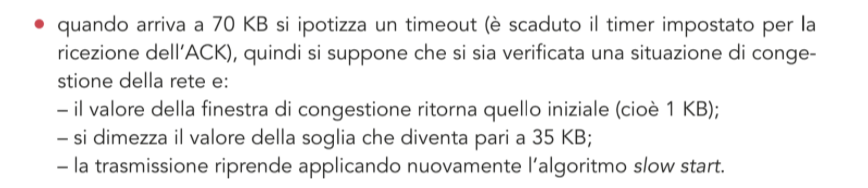 • quando arriva a 70 KB si ipotizza un timeout (è scaduto il timer impostato per la
ricezione dell'ACK), quindi si suppone che si sia verificata una situazione di conge-
stione della rete e:
– il valore della finestra di congestione ritorna quello iniziale (cioè 1 KB);
– si dimezza il valore della soglia che diventa pari a 35 KB;
– la trasmissione riprende applicando nuovamente l'algoritmo slow start.